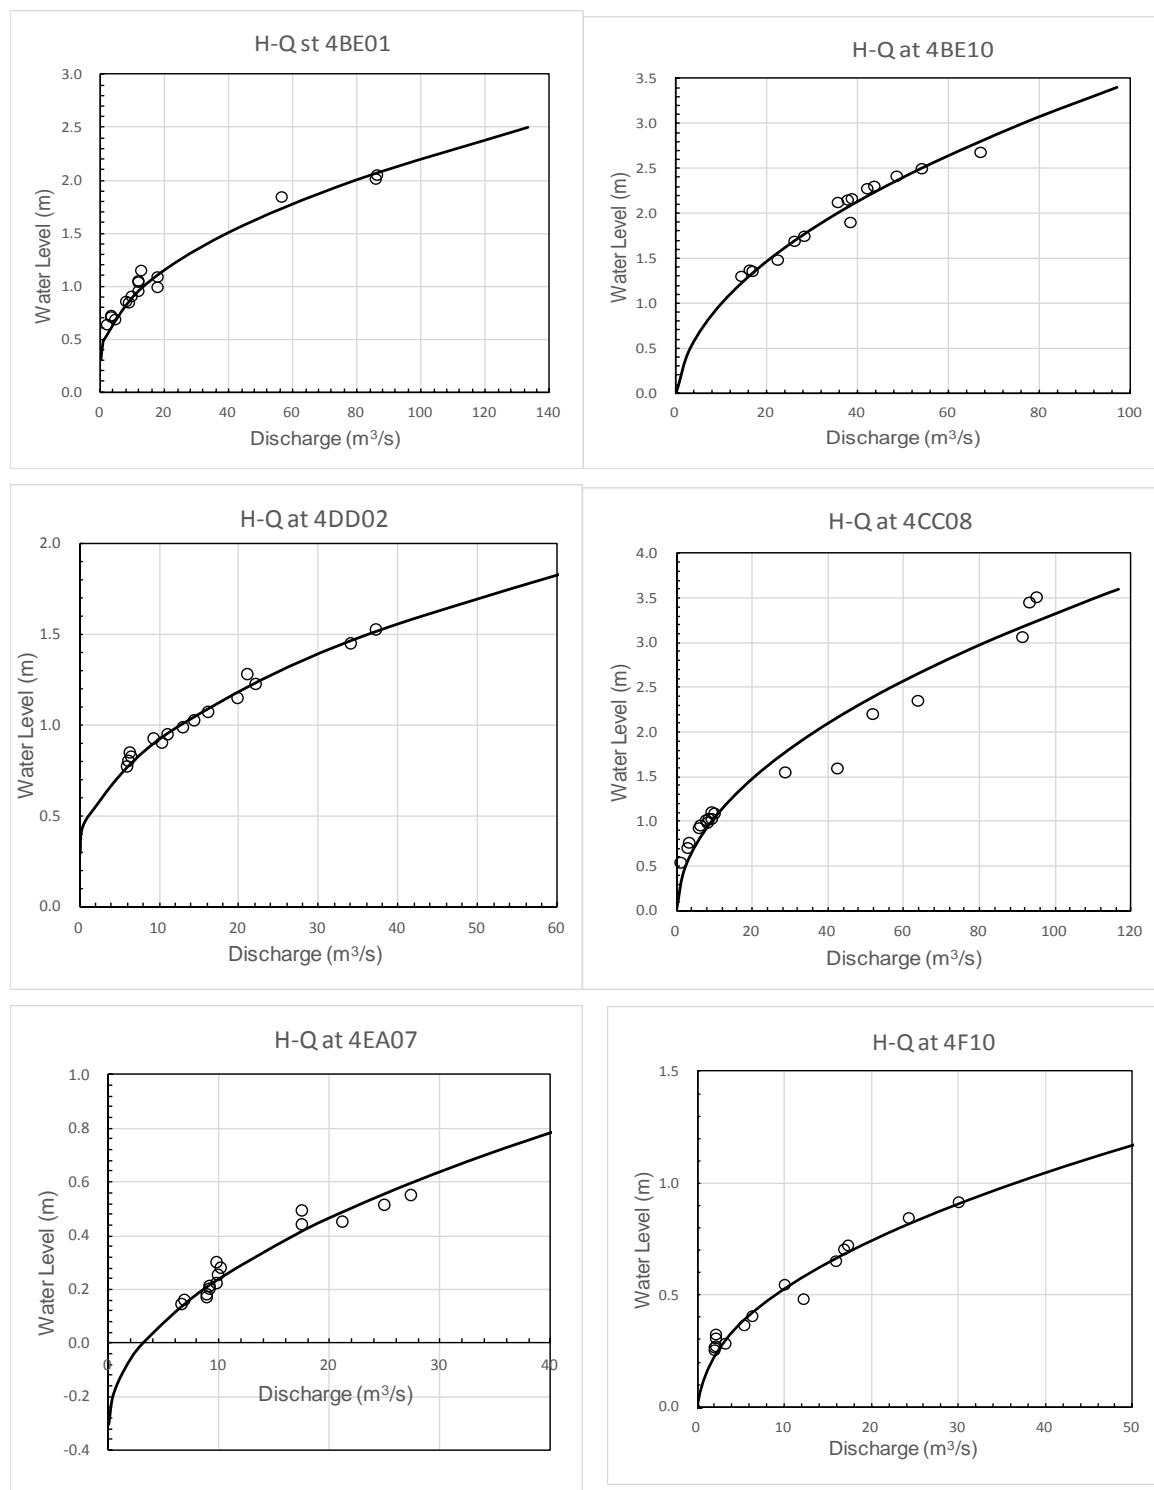 H-Q st 4BE01
3.0
2.5
2.0
1.5
1.0
0.5
0.0
Water Level (m)
0 20 40 60 80 100 120 140
Discharge (m³/s)
H-Q at 4BE10
3.5
3.0
2.5
2.0
1.5
1.0
0.5
0.0
Water Level (m)
0 20 40 60 80 100
Discharge (m³/s)
H-Q at 4DD02
2.0
1.5
1.0
0.5
0.0
Water Level (m)
0 10 20 30 40 50 60
Discharge (m³/s)
H-Q at 4CC08
4.0
3.5
3.0
2.5
2.0
1.5
1.0
0.5
0.0
Water Level (m)
0 20 40 60 80 100 120
Discharge (m³/s)
H-Q at 4EA07
1.0
0.8
0.6
0.4
0.2
0.0
-0.2
-0.4
Water Level (m)
0 10 20 30 40
Discharge (m³/s)
H-Q at 4F10
1.5
1.0
0.5
0.0
Water Level (m)
0 10 20 30 40 50
Discharge (m³/s)